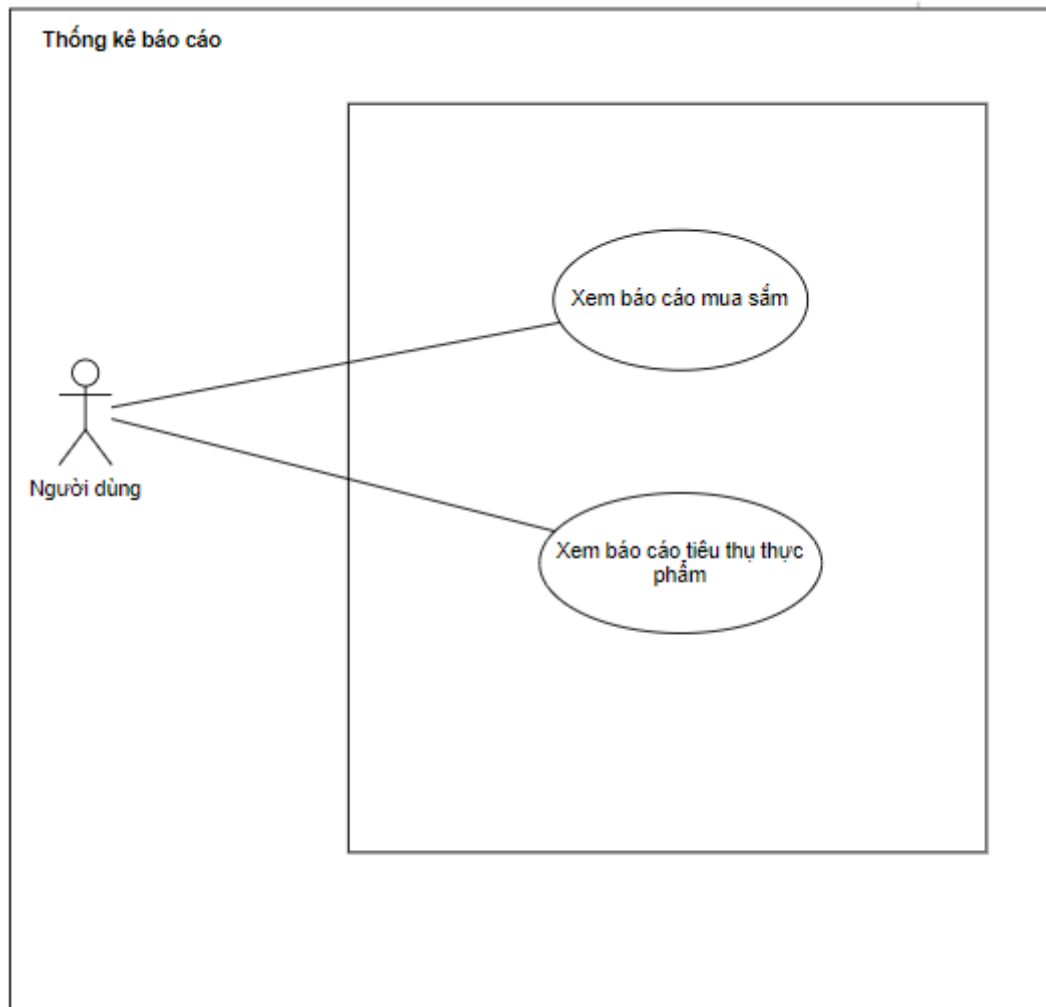 Thống kê báo cáo
Xem báo cáo mua sắm
Người dùng
Xem báo cáo tiêu thụ thực
phẩm